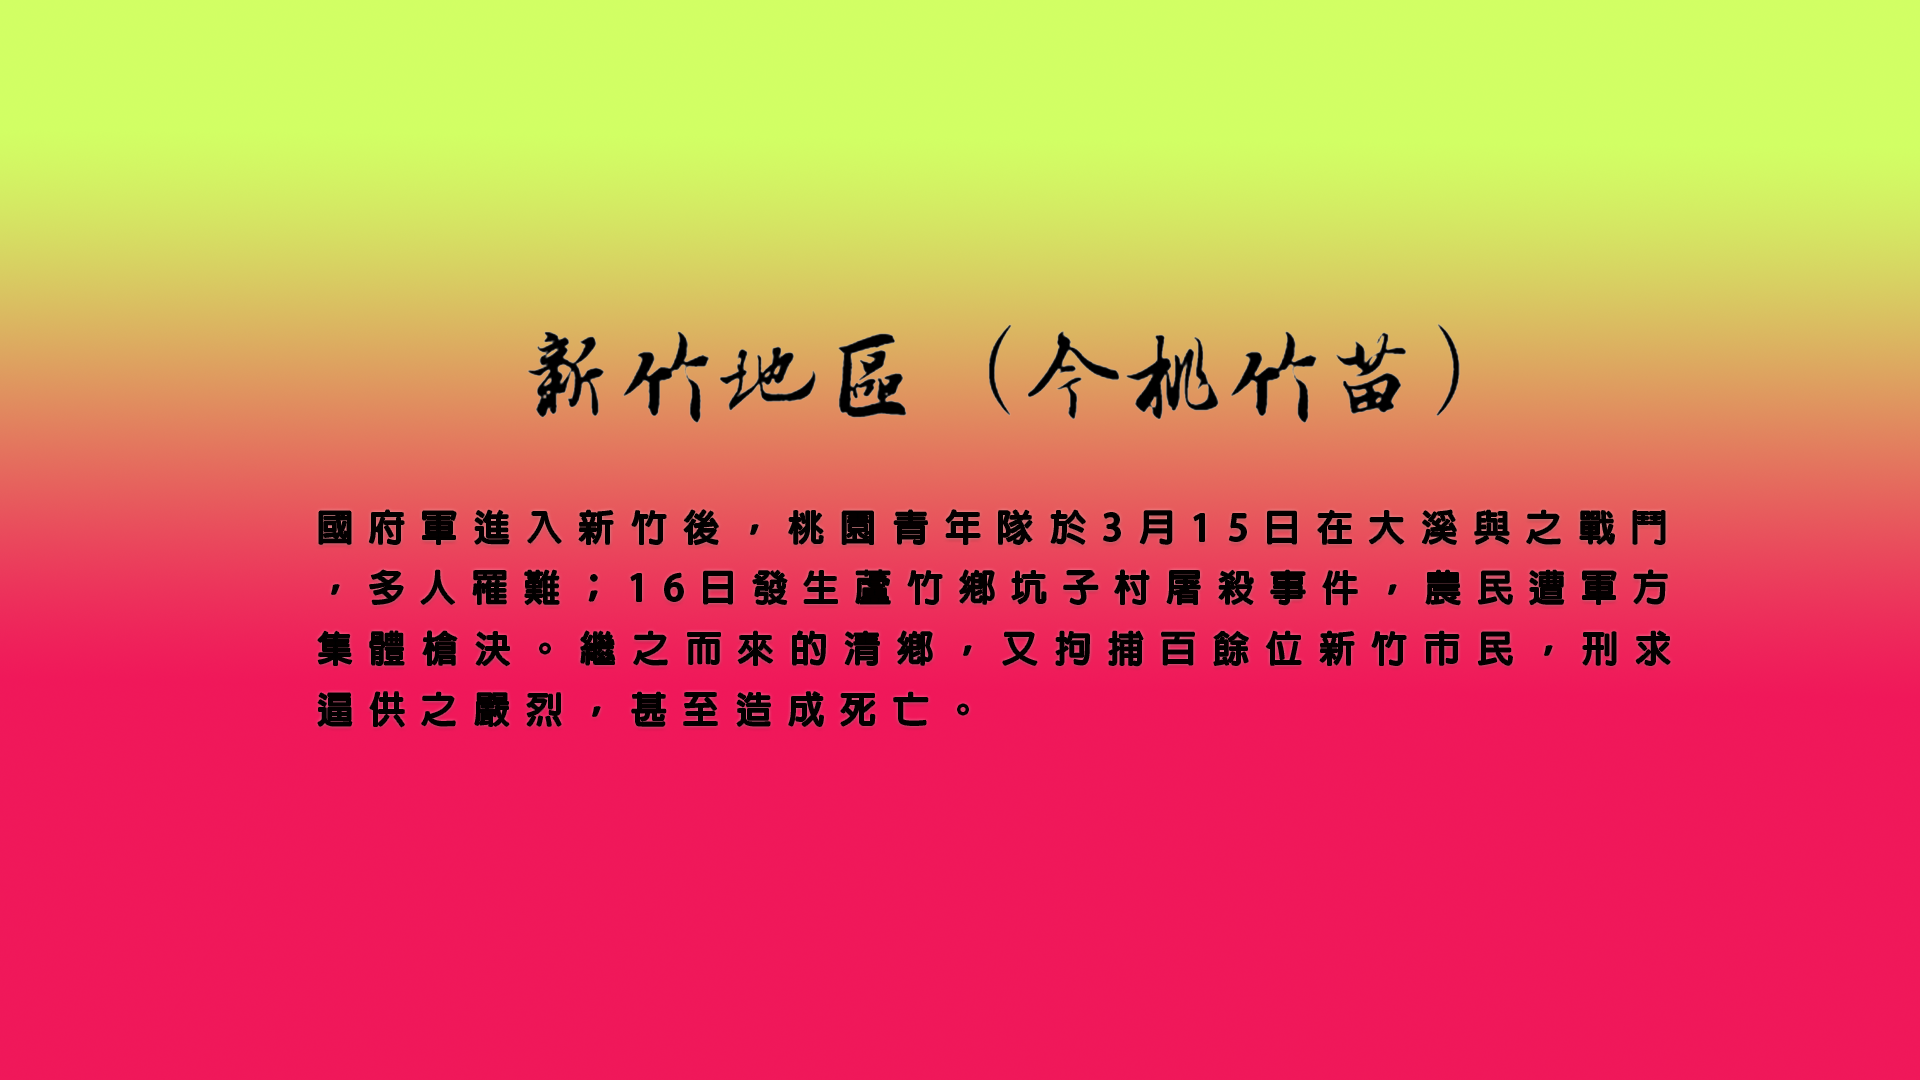 新竹地區（今桃竹苗）
國府軍進入新竹後，桃園青年隊於3月15日在大溪與之戰鬥
，多人罹難；16日發生蘆竹鄉坑子村屠殺事件，農民遭軍方
集體槍決。繼之而來的清鄉，又拘捕百餘位新竹市民，刑求
逼供之嚴烈，甚至造成死亡。